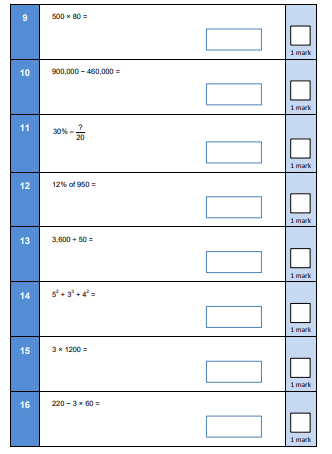 9
500 × 80 =
1 mark
10
900,000 – 460,000 =
1 mark
11
30% = ?/20
1 mark
12
12% of 950 =
1 mark
13
3,600 ÷ 50 =
1 mark
14
5² + 3² + 4² =
1 mark
15
3 × 1200 =
1 mark
16
220 – 3 × 60 =
1 mark